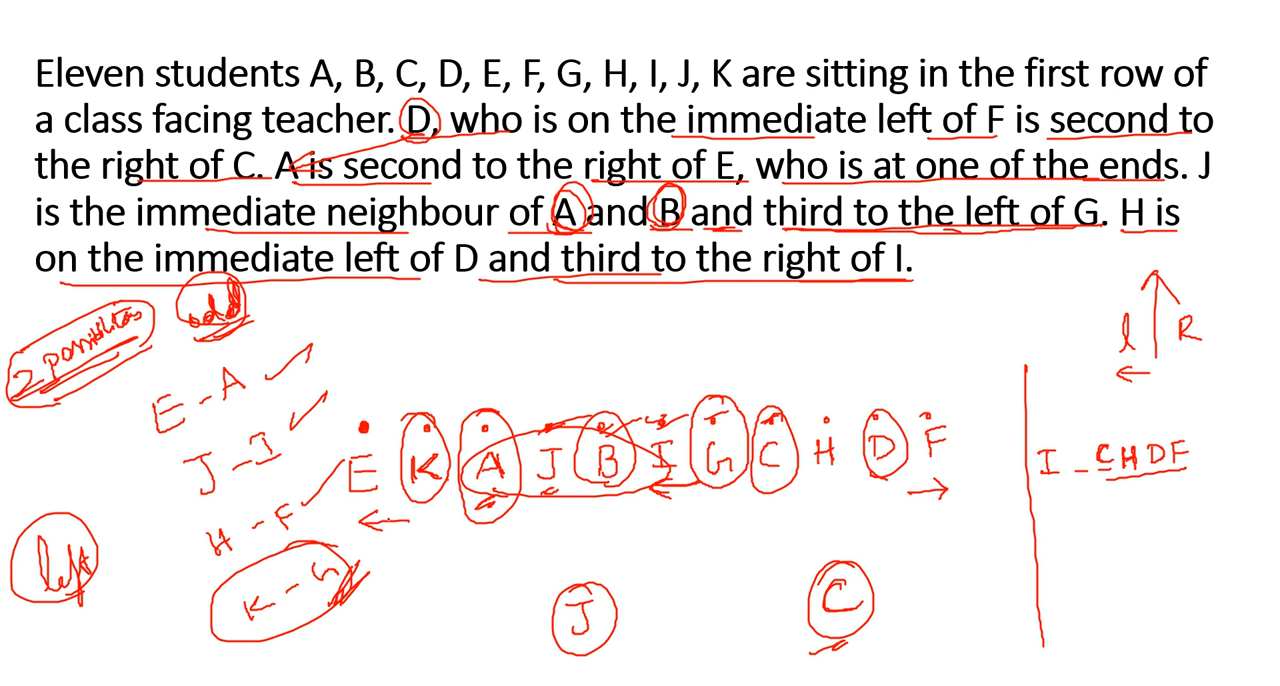 Eleven students A, B, C, D, E, F, G, H, I, J, K are sitting in the first row of
a class facing teacher. D, who is on the immediate left of F is second to
the right of C. A is second to the right of E, who is at one of the ends. J
is the immediate neighbour of A and B and third to the left of G. H is
on the immediate left of D and third to the right of I.
odd
2 possibilities
l R
E - A
J - I
E K A J B I G C H D F
I - C H D F
H - F
left
K - G
J
C